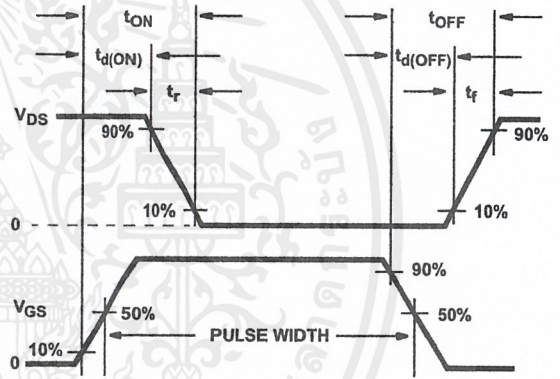 tON
tOFF
td(ON)
td(OFF)
tr
tf
VDS
90%
90%
10%
10%
0
90%
VGS
50%
50%
PULSE WIDTH
10%
0